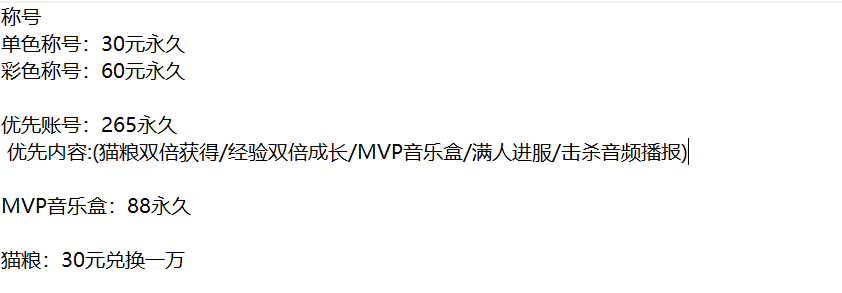 称号
单色称号：30元永久
彩色称号：60元永久
优先账号：265永久
优先内容:(猫粮双倍获得/经验双倍成长/MVP音乐盒/满人进服/击杀音频播报)
MVP音乐盒：88永久
猫粮：30元兑换一万